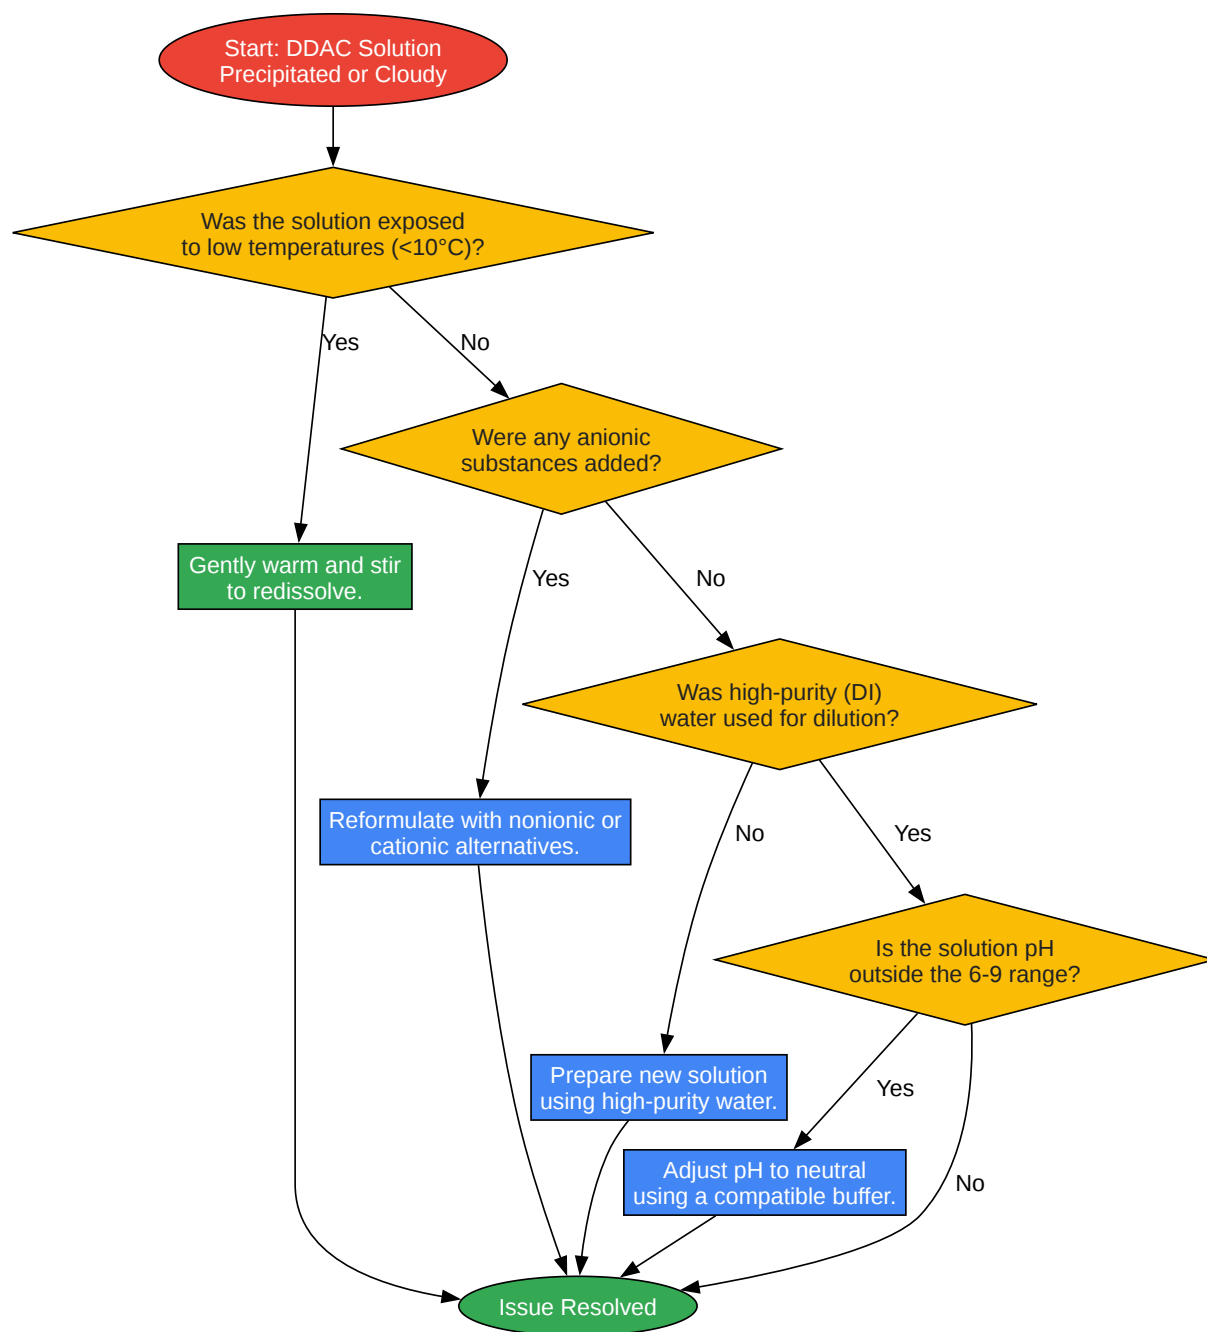 Start: DDAC Solution
Precipitated or Cloudy
Was the solution exposed
to low temperatures (<10°C)?
Yes
No
Were any anionic
substances added?
Gently warm and stir
to redissolve.
Yes
No
Was high-purity (DI)
water used for dilution?
Reformulate with nonionic or
cationic alternatives.
No
Yes
Is the solution pH
outside the 6-9 range?
Prepare new solution
using high-purity water.
Yes
Adjust pH to neutral
using a compatible buffer.
No
Issue Resolved